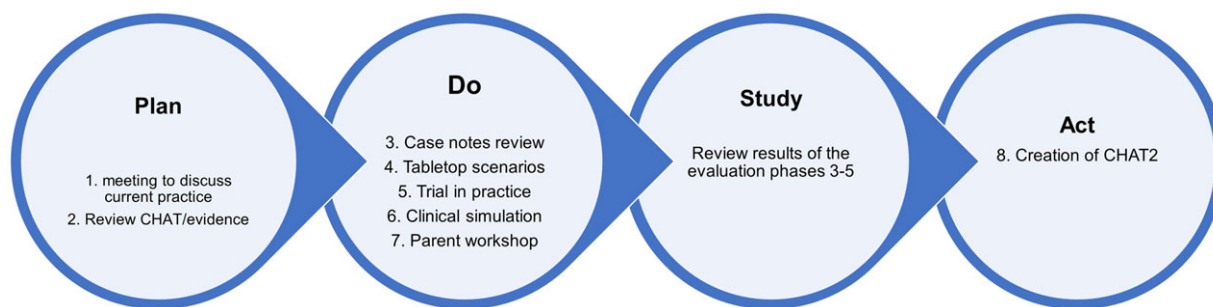 Plan
1. meeting to discuss
current practice
2. Review CHAT/evidence
Do
3. Case notes review
4. Tabletop scenarios
5. Trial in practice
6. Clinical simulation
7. Parent workshop
Study
Review results of the
evaluation phases 3-5
Act
8. Creation of CHAT2